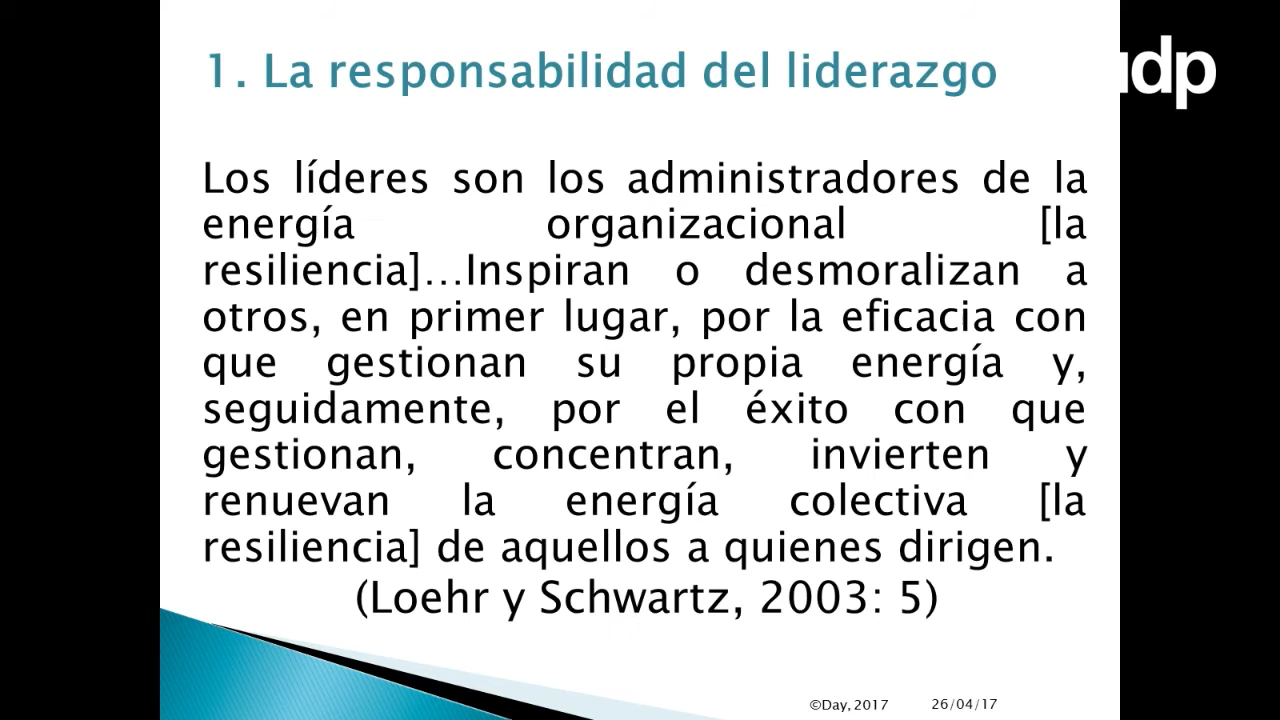 1. La responsabilidad del liderazgo
udp
Los líderes son los administradores de la
energía organizacional [la
resiliencia]…Inspiran o desmoralizan a
otros, en primer lugar, por la eficacia con
que gestionan su propia energía y,
seguidamente, por el éxito con que
gestionan, concentran, invierten y
renuevan la energía colectiva [la
resiliencia] de aquellos a quienes dirigen.
(Loehr y Schwartz, 2003: 5)
©Day, 2017 26/04/17